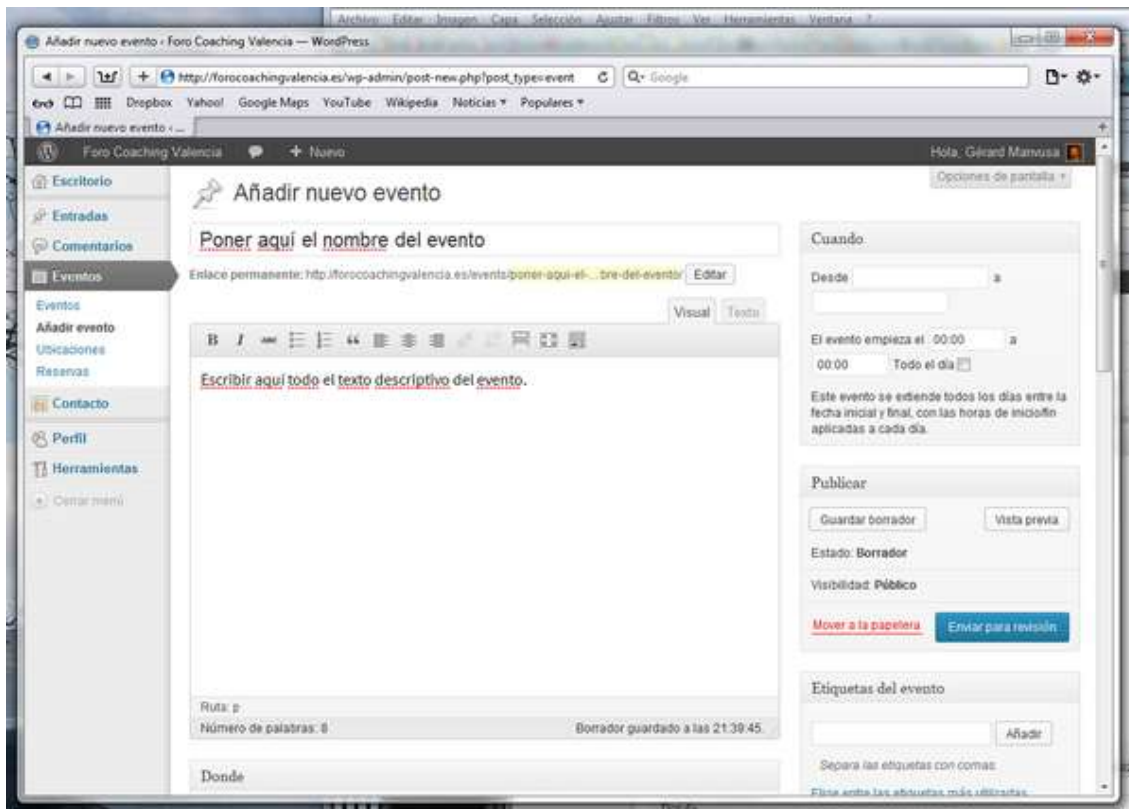 Archivo Editar Imagen Capa Selección Ajustar Filtros Ver Herramientas Ventana ?
Añadir nuevo evento ‹ Foro Coaching Valencia — WordPress
http://forocoachingvalencia.es/wp-admin/post-new.php?post_type=event
Google
Dropbox Yahoo! Google Maps YouTube Wikipedia Noticias Populares
Añadir nuevo evento ‹ ...
Foro Coaching Valencia + Nuevo
Hola, Gérard Manvusa
Opciones de pantalla
Escritorio
Entradas
Comentarios
Eventos
Eventos
Añadir evento
Ubicaciones
Reservas
Contacto
Perfil
Herramientas
Cerrar menú
Añadir nuevo evento
Poner aquí el nombre del evento
Enlace permanente: http://forocoachingvalencia.es/events/poner-aqui-el-...bre-del-evento/ Editar
Visual Texto
B I ABC
Escribir aquí todo el texto descriptivo del evento.
Ruta: p
Número de palabras: 8
Borrador guardado a las 21:39:45.
Donde
Cuando
Desde a
El evento empieza el 00:00 a
00:00 Todo el día
Este evento se extiende todos los días entre la
fecha inicial y final, con las horas de inicio/fin
aplicadas a cada día.
Publicar
Guardar borrador Vista previa
Estado: Borrador
Visibilidad: Público
Mover a la papelera Enviar para revisión
Etiquetas del evento
Añadir
Separa las etiquetas con comas
Elige entre las etiquetas más utilizadas